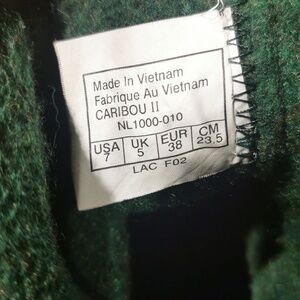 Made In Vietnam
Fabrique Au Vietnam
CARIBOU II
NL1000-010
USA UK EUR CM
7 5 38 23.5
LAC F02